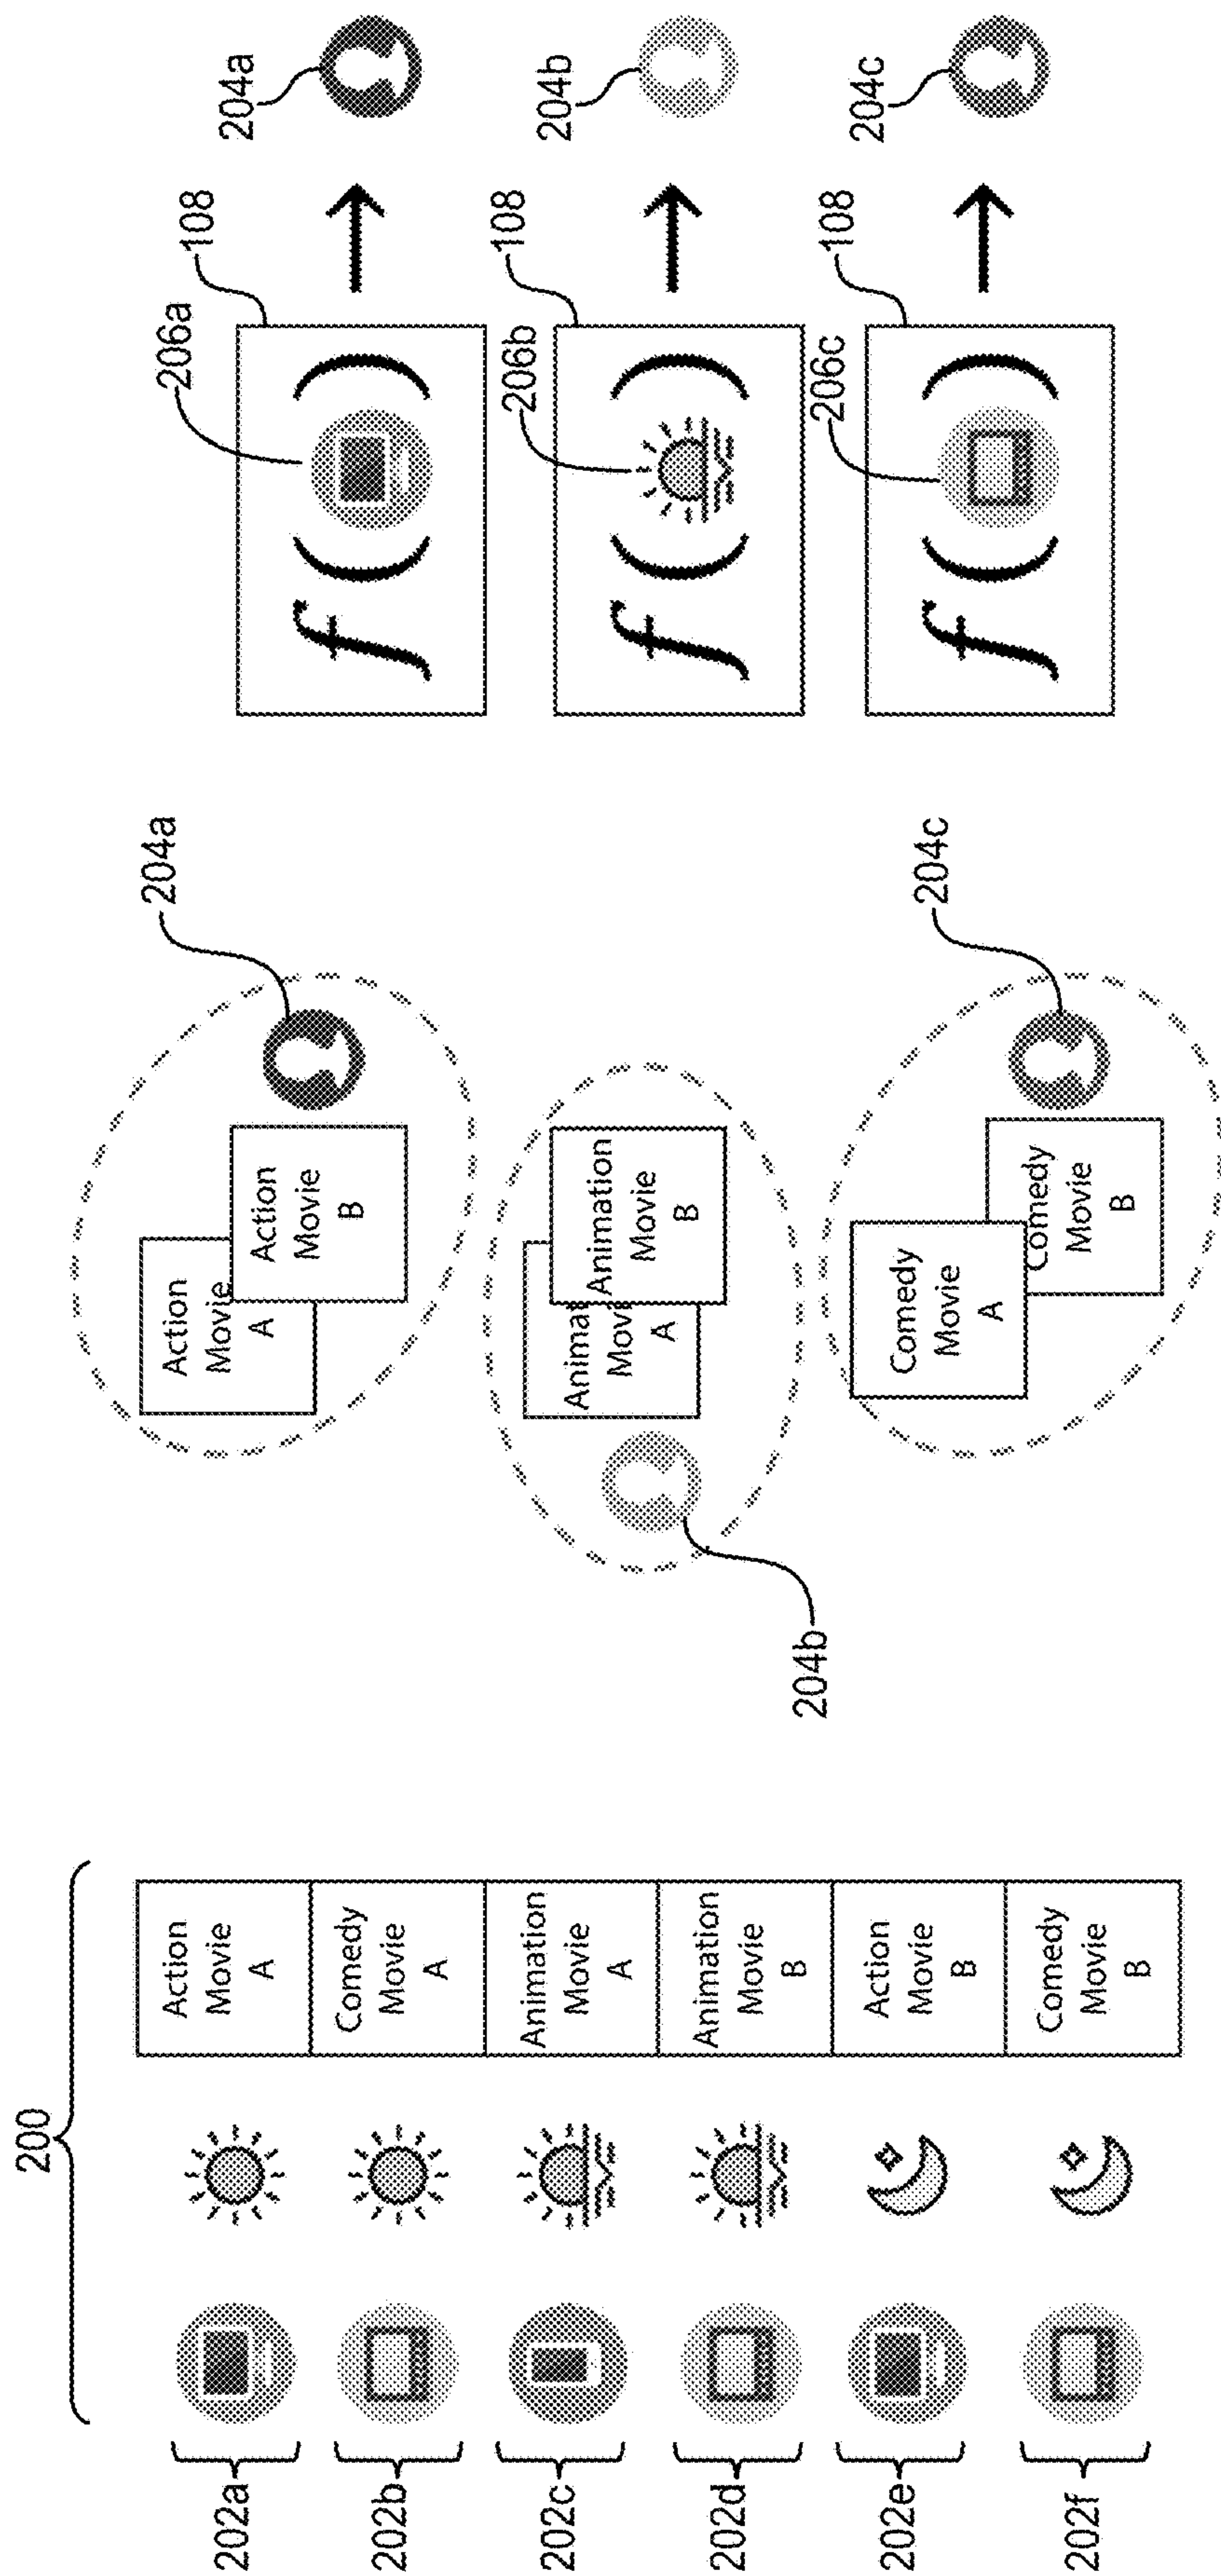 200
202a
Action
Movie
A
202b
Comedy
Movie
A
202c
Animation
Movie
A
202d
Animation
Movie
B
202e
Action
Movie
B
202f
Comedy
Movie
B
Action
Movie
A
Action
Movie
B
204a
Animat
Movi
A
Animation
Movie
B
204b
Comedy
Movie
A
Comedy
Movie
B
204c
206a
108
f ( )
204a
206b
108
f ( )
204b
206c
108
f ( )
204c